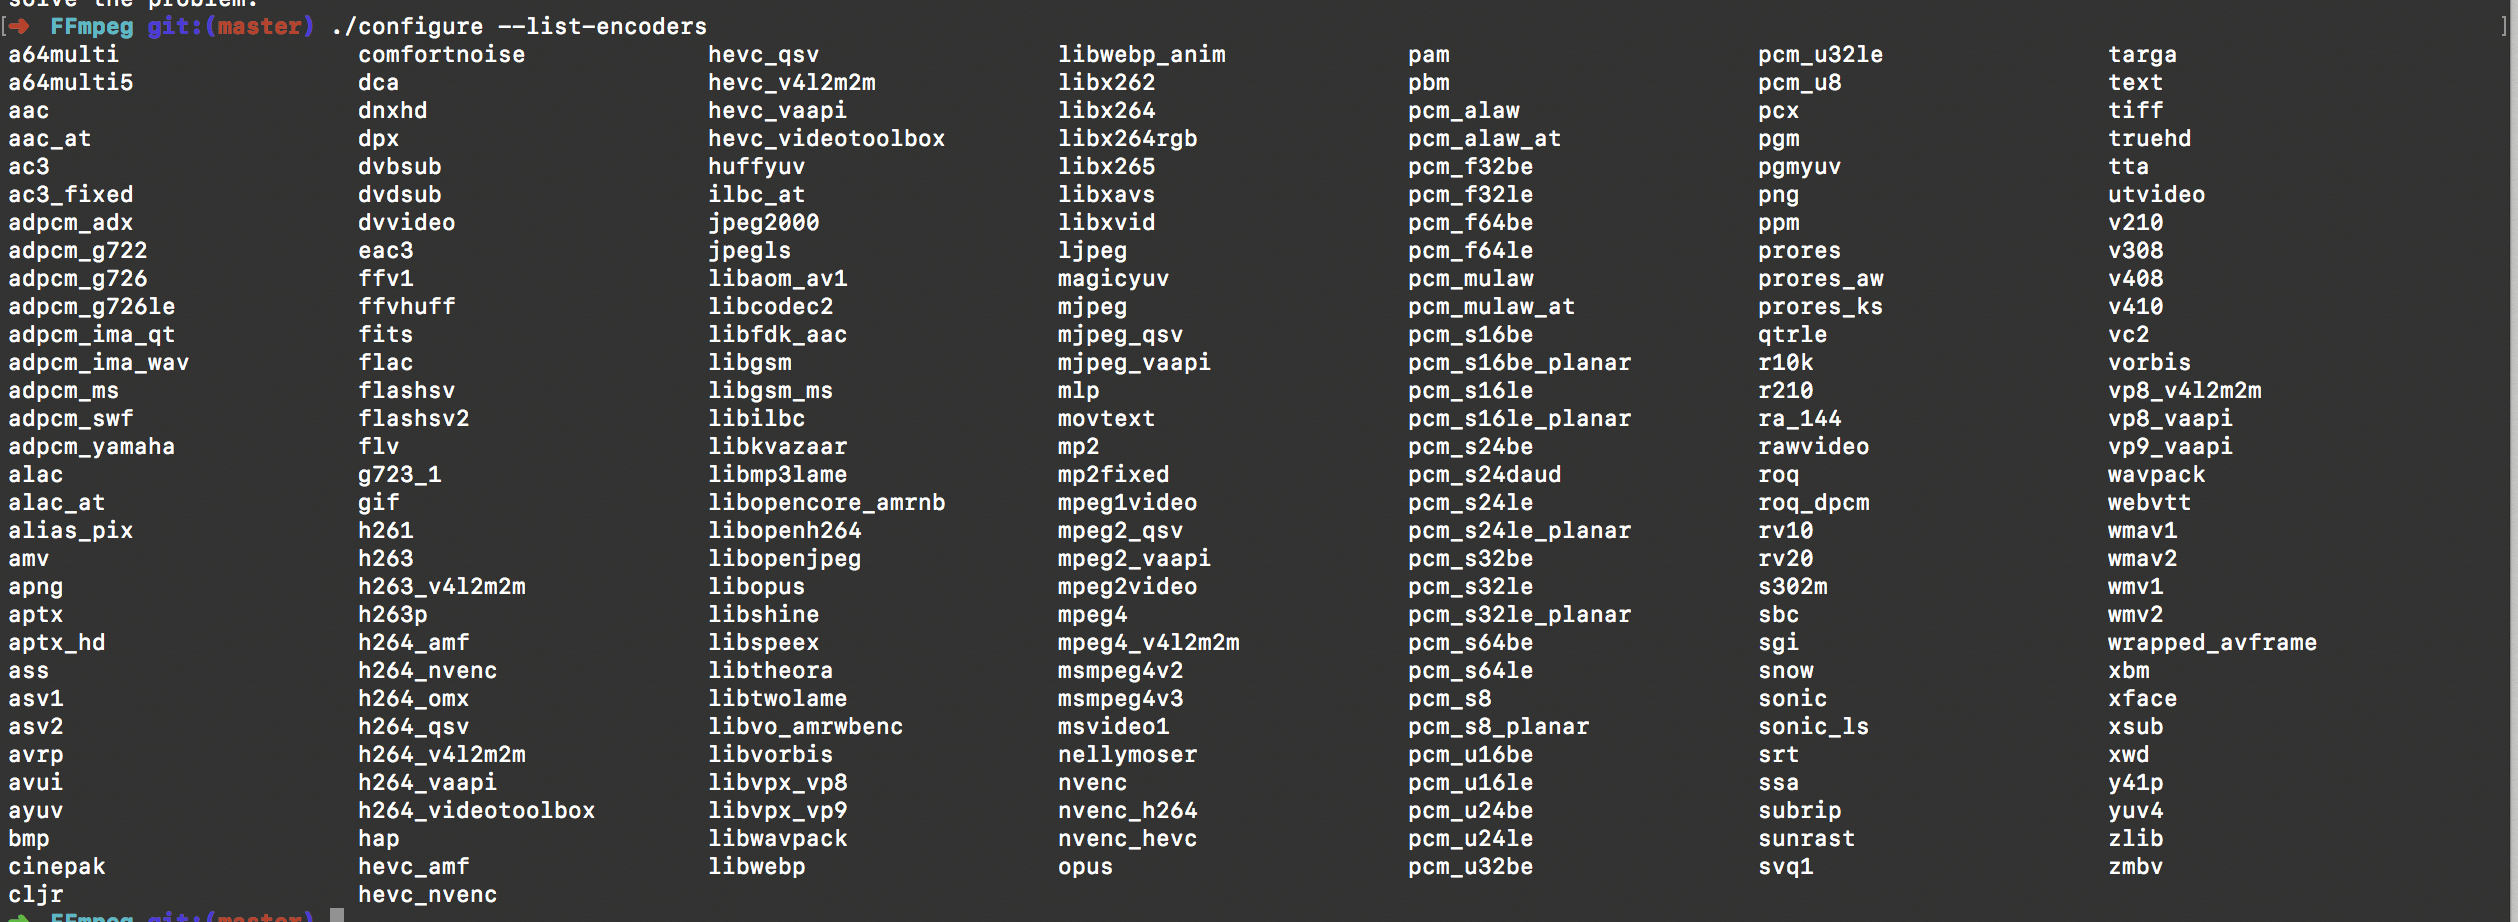 solve the problem.
[➜ FFmpeg git:(master) ./configure --list-encoders ]
a64multi comfortnoise hevc_qsv libwebp_anim pam pcm_u32le targa
a64multi5 dca hevc_v4l2m2m libx262 pbm pcm_u8 text
aac dnxhd hevc_vaapi libx264 pcm_alaw pcx tiff
aac_at dpx hevc_videotoolbox libx264rgb pcm_alaw_at pgm truehd
ac3 dvbsub huffyuv libx265 pcm_f32be pgmyuv tta
ac3_fixed dvdsub ilbc_at libxavs pcm_f32le png utvideo
adpcm_adx dvvideo jpeg2000 libxvid pcm_f64be ppm v210
adpcm_g722 eac3 jpegls ljpeg pcm_f64le prores v308
adpcm_g726 ffv1 libaom_av1 magicyuv pcm_mulaw prores_aw v408
adpcm_g726le ffvhuff libcodec2 mjpeg pcm_mulaw_at prores_ks v410
adpcm_ima_qt fits libfdk_aac mjpeg_qsv pcm_s16be qtrle vc2
adpcm_ima_wav flac libgsm mjpeg_vaapi pcm_s16be_planar r10k vorbis
adpcm_ms flashsv libgsm_ms mlp pcm_s16le r210 vp8_v4l2m2m
adpcm_swf flashsv2 libilbc movtext pcm_s16le_planar ra_144 vp8_vaapi
adpcm_yamaha flv libkvazaar mp2 pcm_s24be rawvideo vp9_vaapi
alac g723_1 libmp3lame mp2fixed pcm_s24daud roq wavpack
alac_at gif libopencore_amrnb mpeg1video pcm_s24le roq_dpcm webvtt
alias_pix h261 libopenh264 mpeg2_qsv pcm_s24le_planar rv10 wmav1
amv h263 libopenjpeg mpeg2_vaapi pcm_s32be rv20 wmav2
apng h263_v4l2m2m libopus mpeg2video pcm_s32le s302m wmv1
aptx h263p libshine mpeg4 pcm_s32le_planar sbc wmv2
aptx_hd h264_amf libspeex mpeg4_v4l2m2m pcm_s64be sgi wrapped_avframe
ass h264_nvenc libtheora msmpeg4v2 pcm_s64le snow xbm
asv1 h264_omx libtwolame msmpeg4v3 pcm_s8 sonic xface
asv2 h264_qsv libvo_amrwbenc msvideo1 pcm_s8_planar sonic_ls xsub
avrp h264_v4l2m2m libvorbis nellymoser pcm_u16be srt xwd
avui h264_vaapi libvpx_vp8 nvenc pcm_u16le ssa y41p
ayuv h264_videotoolbox libvpx_vp9 nvenc_h264 pcm_u24be subrip yuv4
bmp hap libwavpack nvenc_hevc pcm_u24le sunrast zlib
cinepak hevc_amf libwebp opus pcm_u32be svq1 zmbv
cljr hevc_nvenc
➜ FFmpeg git:(master)